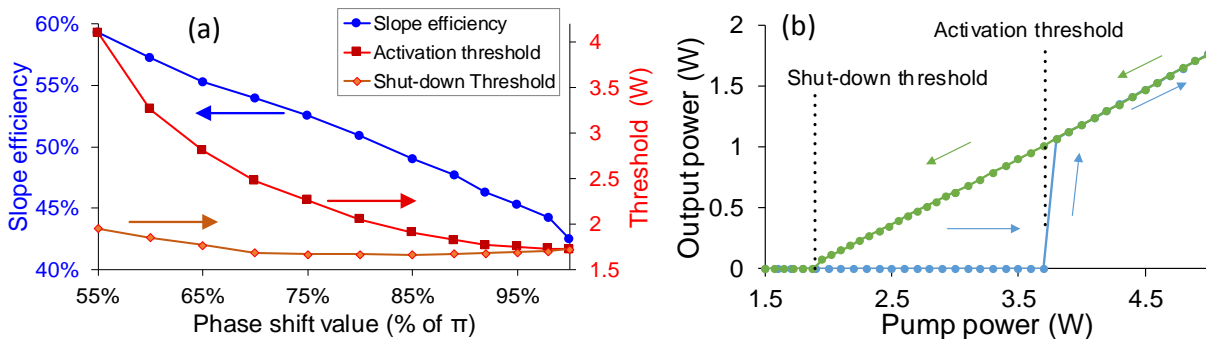 (a)
Slope efficiency
Activation threshold
Shut-down Threshold
60%
55%
50%
45%
40%
Slope efficiency
4
3.5
3
2.5
2
1.5
Threshold (W)
55%
65%
75%
85%
95%
Phase shift value (% of π)
(b)
Activation threshold
Shut-down threshold
2
1.5
1
0.5
0
Output power (W)
1.5
2.5
3.5
4.5
Pump power (W)